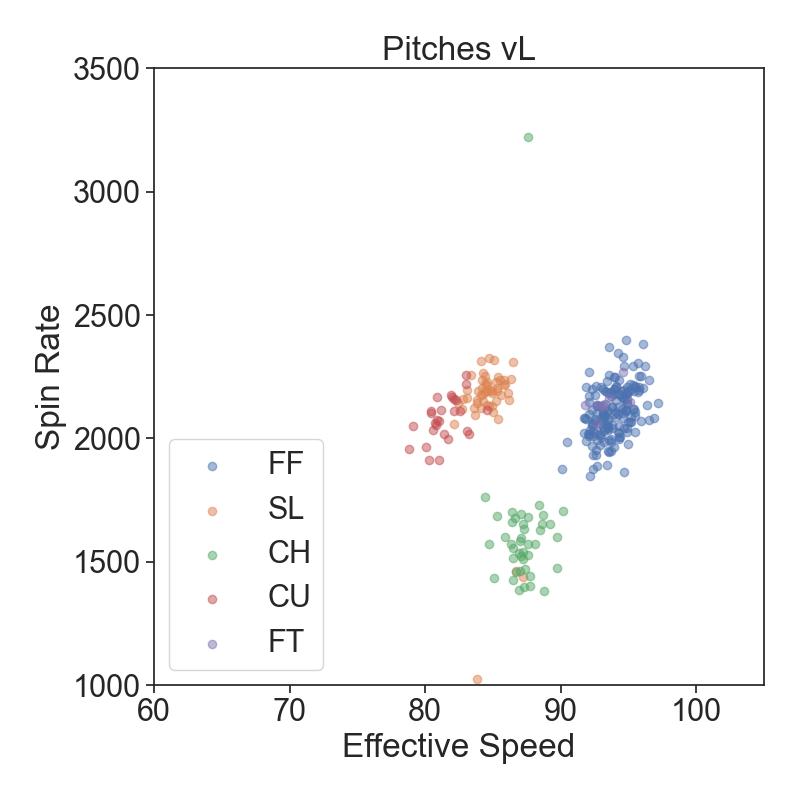 Pitches vL
3500
3000
2500
2000
1500
1000
Spin Rate
FF
SL
CH
CU
FT
60 70 80 90 100
Effective Speed